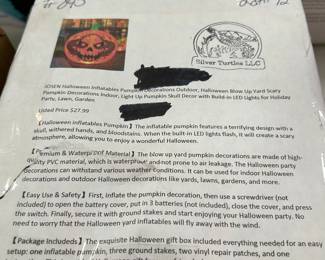 Silver Turtles LLC
JOSEN Halloween Inflatables Pumpkin Decorations Outdoor, Halloween Blow Up Yard Scary
Pumpkin Decorations Indoor, Light Up Pumpkin Skull Decor with Build-in LED Lights for Holiday
Party, Lawn, Garden
Listed Price $27.99
【Halloween inflatables Pumpkin】The inflatable pumpkin features a terrifying design with a
skull, withered hands, and bloodstains. When the built-in LED lights flash, it will create a scary
atmosphere, allowing you to enjoy a wonderful Halloween.
【Premium & Waterproof Material】The blow up yard pumpkin decorations are made of high-
quality PVC material, which is waterproof and not prone to air leakage. The Halloween party
decorations can withstand various weather conditions. It can be used for indoor Halloween
decorations and outdoor Halloween decorations like yards, lawns, gardens, and more.
【Easy Use & Safety】First, inflate the pumpkin decoration, then use a screwdriver (not
included) to open the battery cover, put in 3 batteries (not included), close the cover, and press
the switch. Finally, secure it with ground stakes and start enjoying your Halloween party. No
need to worry that the Halloween yard inflatables will fly away with the wind.
【Package Includeds】The exquisite Halloween gift box included everything needed for an easy
setup: one inflatable pumpkin, three ground stakes, two vinyl repair patches, and one